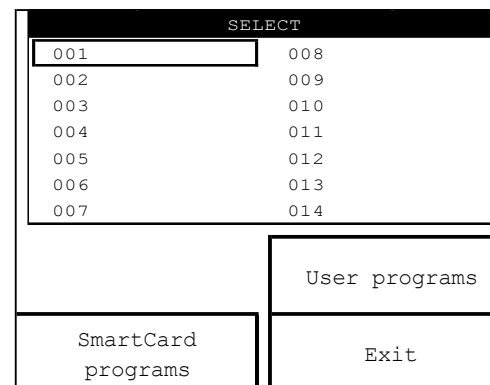 SELECT
001 008
002 009
003 010
004 011
005 012
006 013
007 014
User programs
SmartCard
programs
Exit